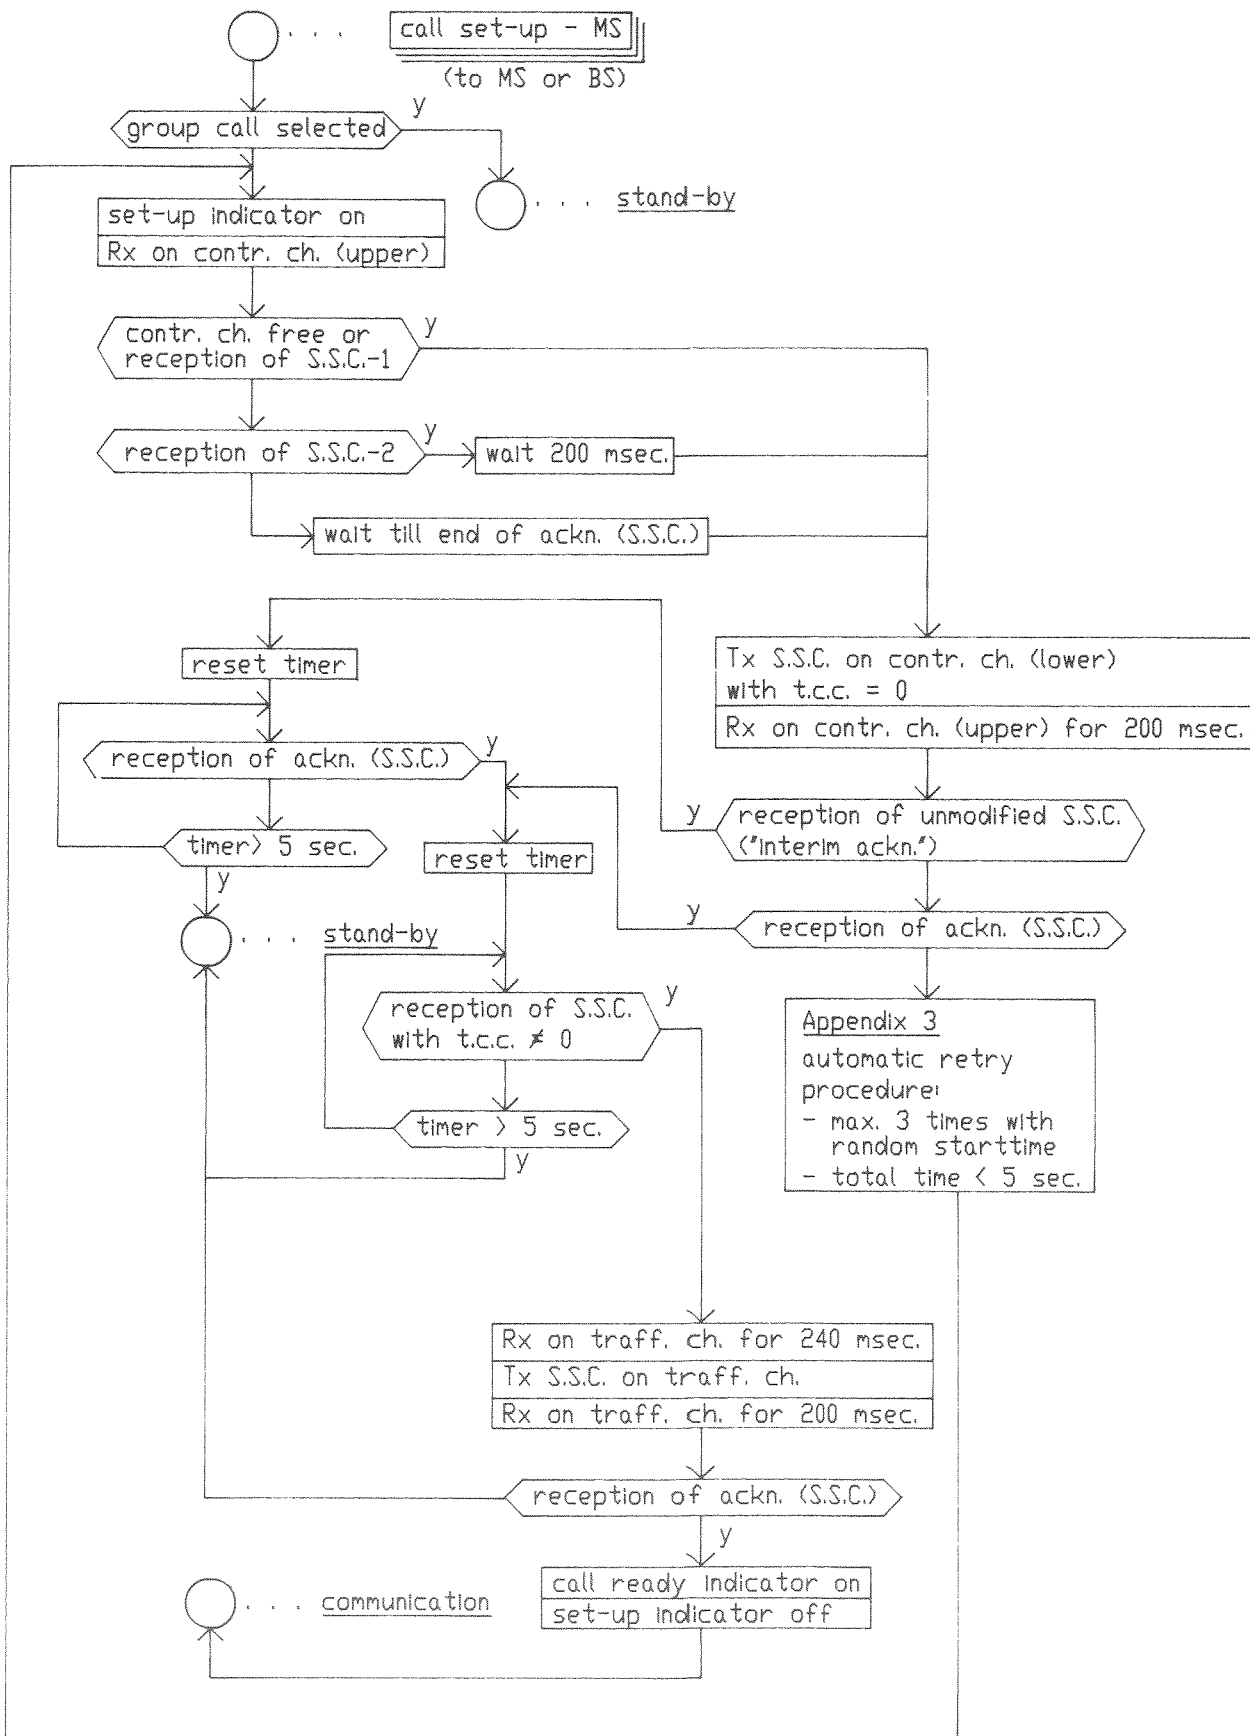 . . . call set-up - MS
(to MS or BS)
y
group call selected
. . . stand-by
set-up indicator on
Rx on contr. ch. (upper)
y
contr. ch. free or
reception of S.S.C.-1
y
reception of S.S.C.-2
wait 200 msec.
wait till end of ackn. (S.S.C.)
reset timer
Tx S.S.C. on contr. ch. (lower)
with t.c.c. = 0
Rx on contr. ch. (upper) for 200 msec.
y
reception of ackn. (S.S.C.)
y
reception of unmodified S.S.C.
("interim ackn.")
timer> 5 sec.
y
reset timer
y
reception of ackn. (S.S.C.)
. . . stand-by
y
reception of S.S.C.
with t.c.c. ≠ 0
Appendix 3
automatic retry
procedure:
- max. 3 times with
random starttime
- total time < 5 sec.
timer > 5 sec.
y
Rx on traff. ch. for 240 msec.
Tx S.S.C. on traff. ch.
Rx on traff. ch. for 200 msec.
reception of ackn. (S.S.C.)
y
call ready indicator on
set-up indicator off
. . . communication